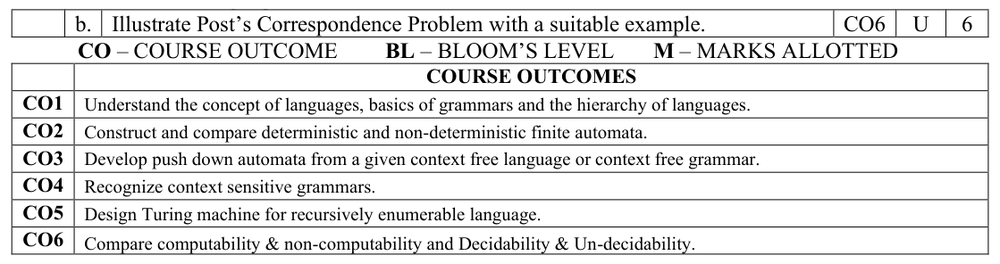 b. Illustrate Post's Correspondence Problem with a suitable example. CO6 U 6
CO – COURSE OUTCOME BL – BLOOM'S LEVEL M – MARKS ALLOTTED
COURSE OUTCOMES
CO1 Understand the concept of languages, basics of grammars and the hierarchy of languages.
CO2 Construct and compare deterministic and non-deterministic finite automata.
CO3 Develop push down automata from a given context free language or context free grammar.
CO4 Recognize context sensitive grammars.
CO5 Design Turing machine for recursively enumerable language.
CO6 Compare computability & non-computability and Decidability & Un-decidability.